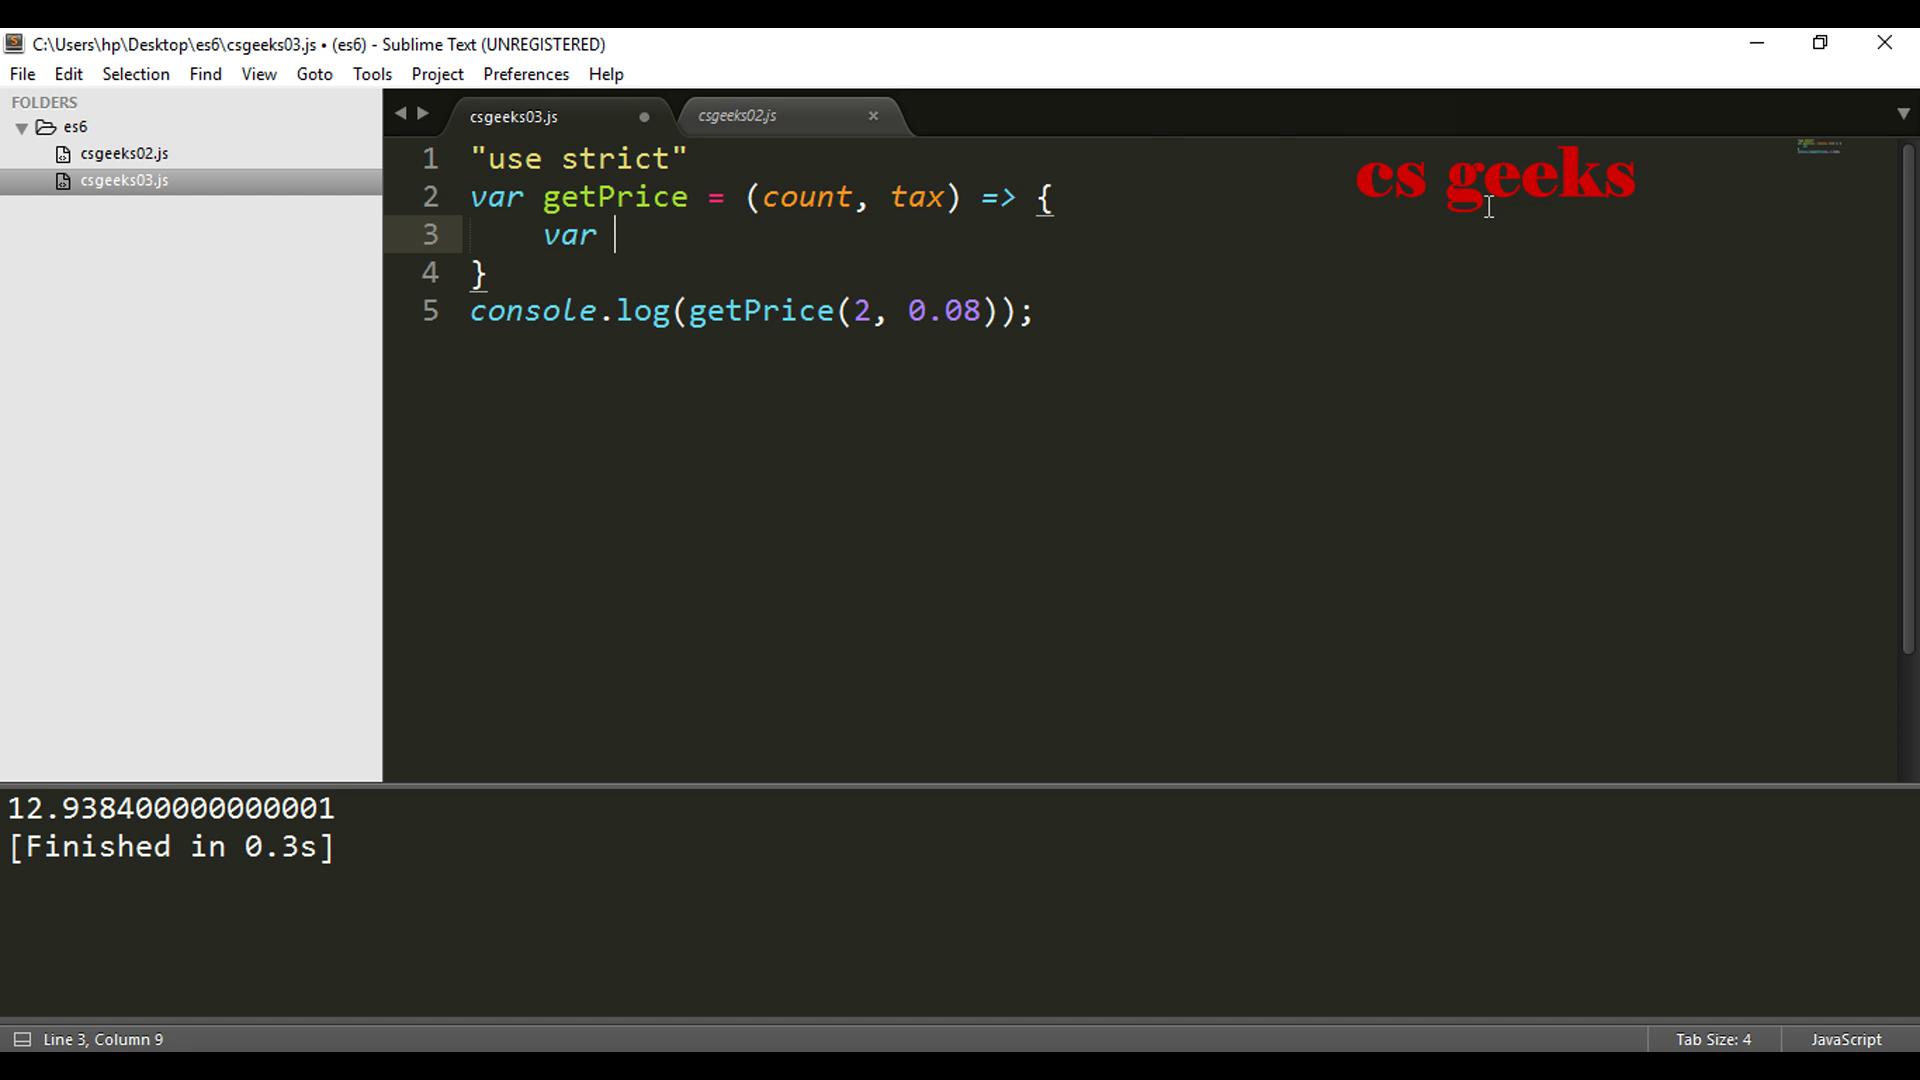 C:\Users\hp\Desktop\es6\csgeeks03.js • (es6) - Sublime Text (UNREGISTERED)
File Edit Selection Find View Goto Tools Project Preferences Help
FOLDERS
es6
csgeeks02.js
csgeeks03.js
csgeeks03.js
csgeeks02.js
cs geeks
1 "use strict"
2 var getPrice = (count, tax) => {
3 var
4 }
5 console.log(getPrice(2, 0.08));
12.938400000000001
[Finished in 0.3s]
Line 3, Column 9
Tab Size: 4
JavaScript